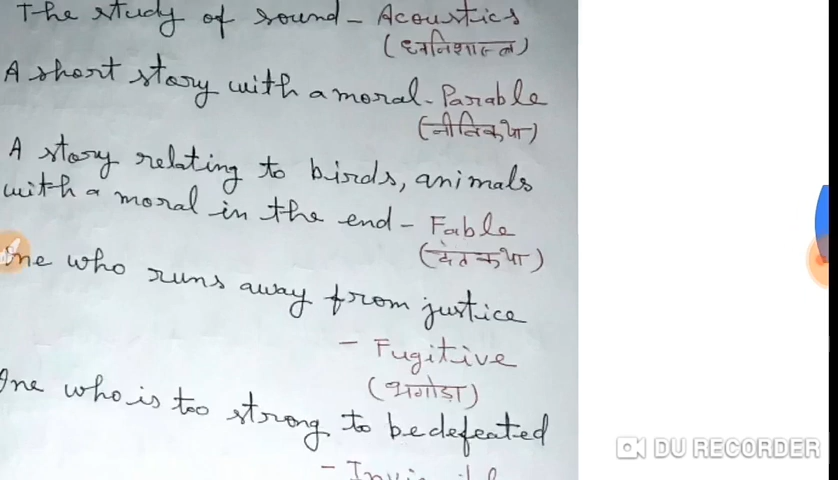 The study of sound - Acoustics
(ध्वनिशास्त्र)
A short story with a moral - Parable
(नीतिकथा)
A story relating to birds, animals
with a moral in the end - Fable
(दंतकथा)
One who runs away from justice
- Fugitive
(भगोड़ा)
One who is too strong to be defeated
DU RECORDER